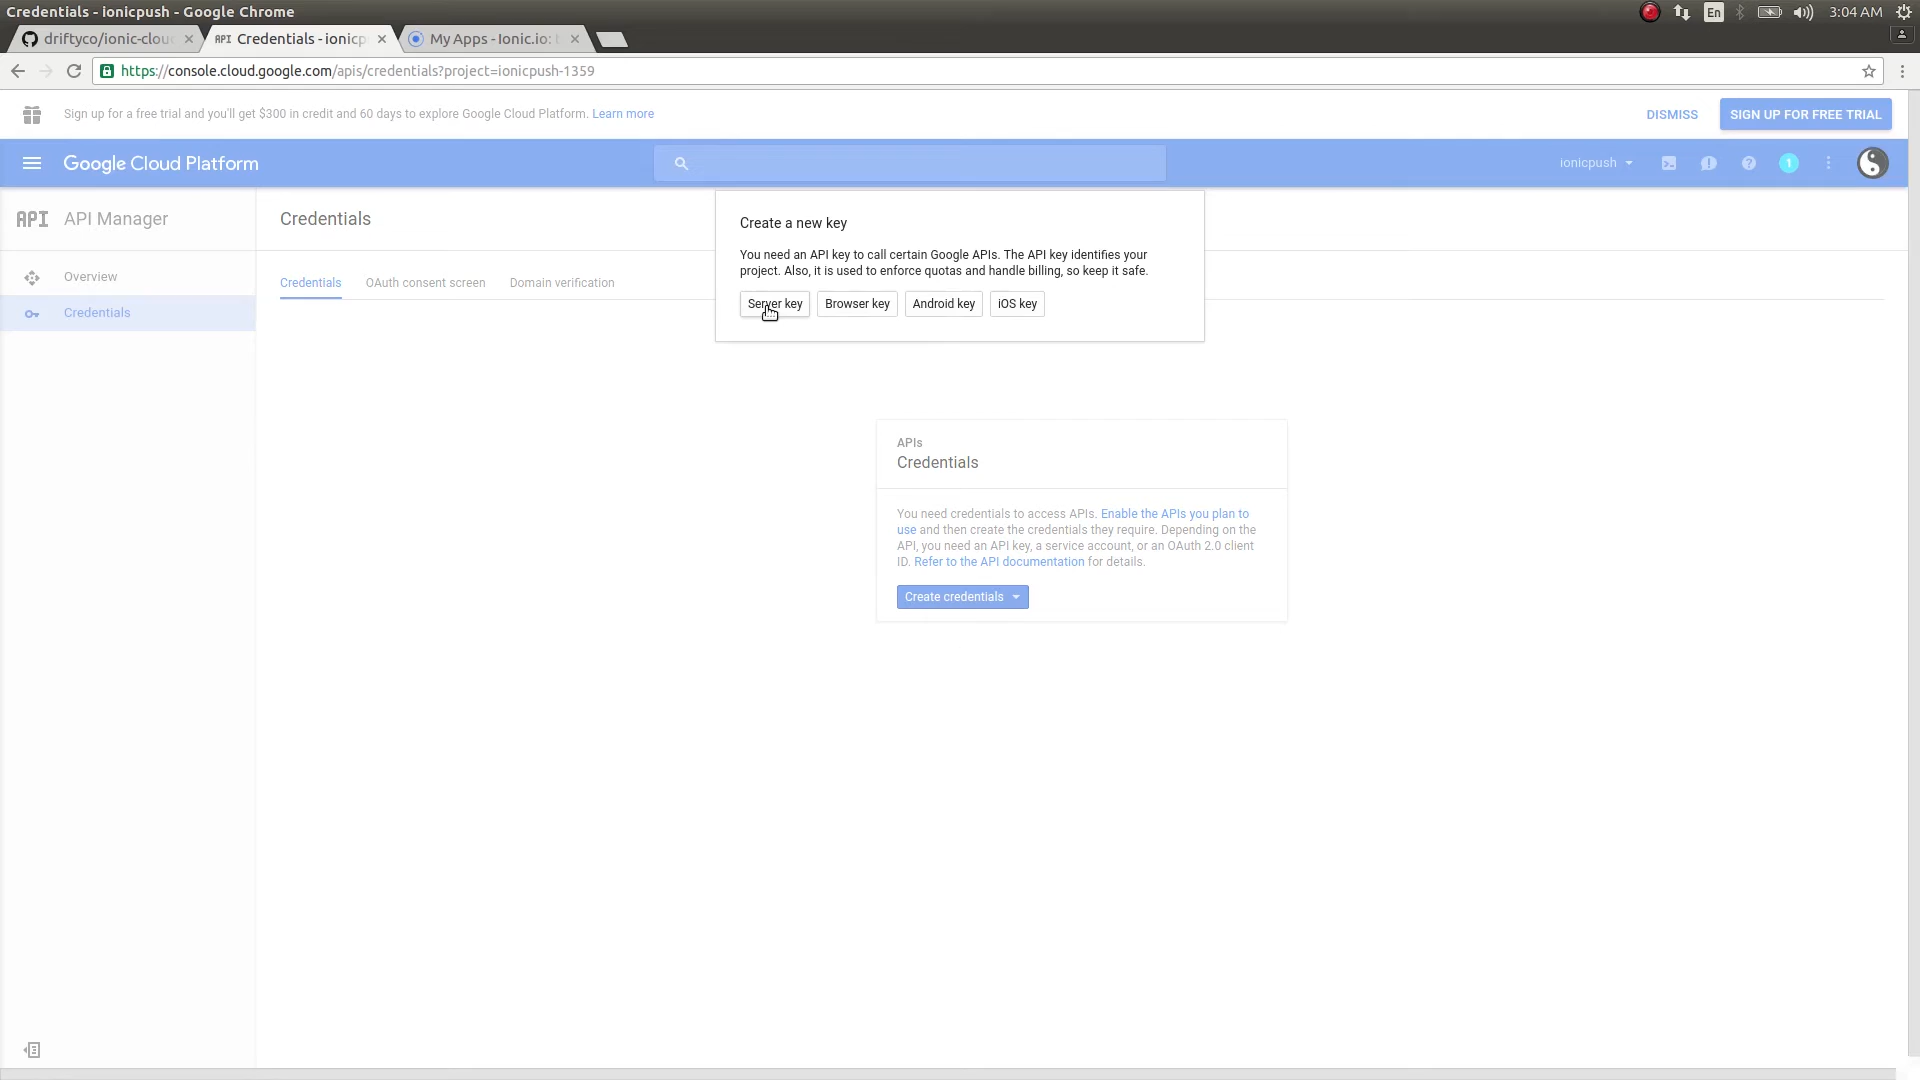 Credentials - ionicpush - Google Chrome
En
3:04 AM
driftyco/ionic-clou
API Credentials - ionicp
My Apps - Ionic.io:
https://console.cloud.google.com/apis/credentials?project=ionicpush-1359
Sign up for a free trial and you'll get $300 in credit and 60 days to explore Google Cloud Platform. Learn more
DISMISS
SIGN UP FOR FREE TRIAL
Google Cloud Platform
ionicpush
1
API API Manager
Credentials
Overview
Credentials
Credentials
OAuth consent screen
Domain verification
Create a new key
You need an API key to call certain Google APIs. The API key identifies your
project. Also, it is used to enforce quotas and handle billing, so keep it safe.
Server key
Browser key
Android key
iOS key
APIs
Credentials
You need credentials to access APIs. Enable the APIs you plan to
use and then create the credentials they require. Depending on the
API, you need an API key, a service account, or an OAuth 2.0 client
ID. Refer to the API documentation for details.
Create credentials